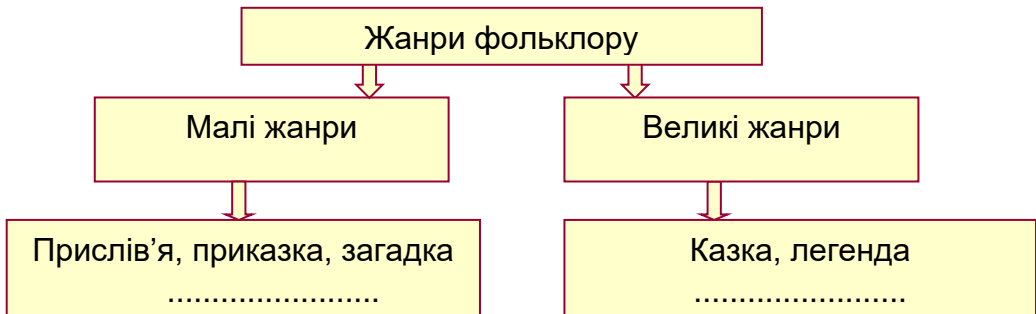 Жанри фольклору
Малі жанри
Великі жанри
Прислів’я, приказка, загадка
........................
Казка, легенда
........................